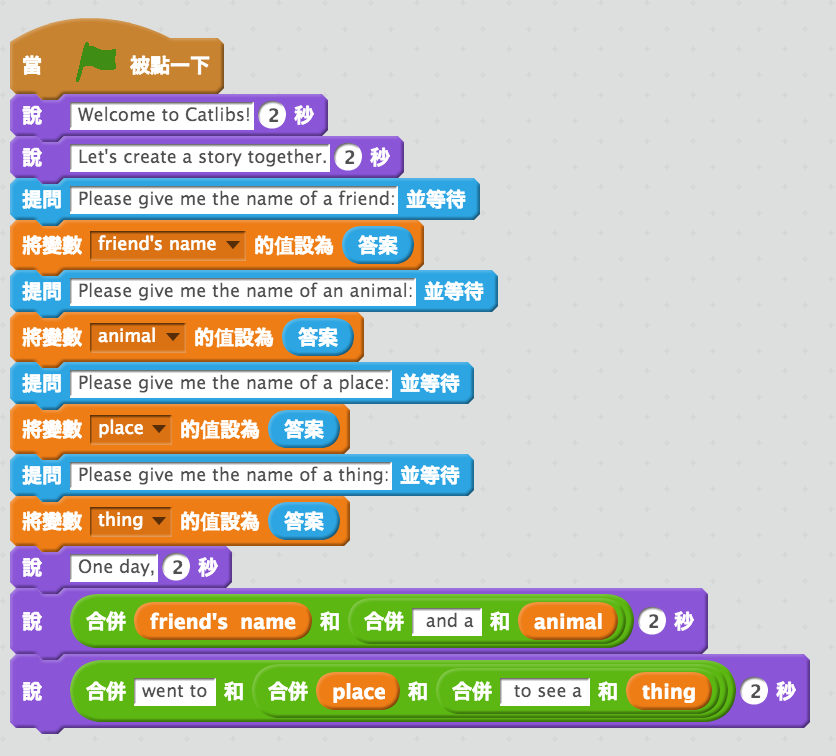 當 被點一下
說 Welcome to Catlibs! 2 秒
說 Let's create a story together. 2 秒
提問 Please give me the name of a friend: 並等待
將變數 friend's name 的值設為 答案
提問 Please give me the name of an animal: 並等待
將變數 animal 的值設為 答案
提問 Please give me the name of a place: 並等待
將變數 place 的值設為 答案
提問 Please give me the name of a thing: 並等待
將變數 thing 的值設為 答案
說 One day, 2 秒
說 合併 friend's name 和 合併 and a 和 animal 2 秒
說 合併 went to 和 合併 place 和 合併 to see a 和 thing 2 秒